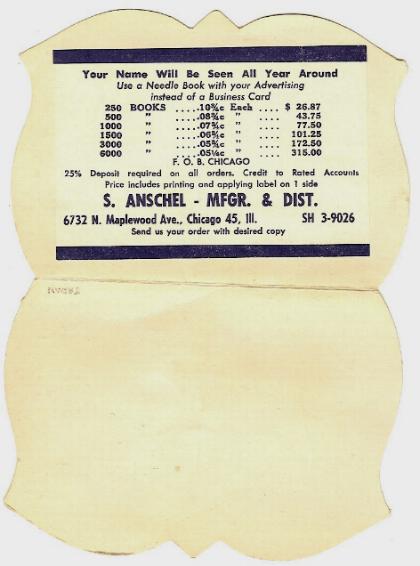 Your Name Will Be Seen All Year Around
Use a Needle Book with your Advertising
instead of a Business Card
250 BOOKS .....10¾c Each .... $ 26.87
500 " .....08¾c " .... 43.75
1000 " .....07¾c " .... 77.50
1500 " .....06¾c " .... 101.25
3000 " .....05¾c " .... 172.50
6000 " .....05¼c " .... 315.00
F. O. B. CHICAGO
25% Deposit required on all orders. Credit to Rated Accounts
Price includes printing and applying label on 1 side
S. ANSCHEL - MFGR. & DIST.
6732 N. Maplewood Ave., Chicago 45, Ill. SH 3-9026
Send us your order with desired copy